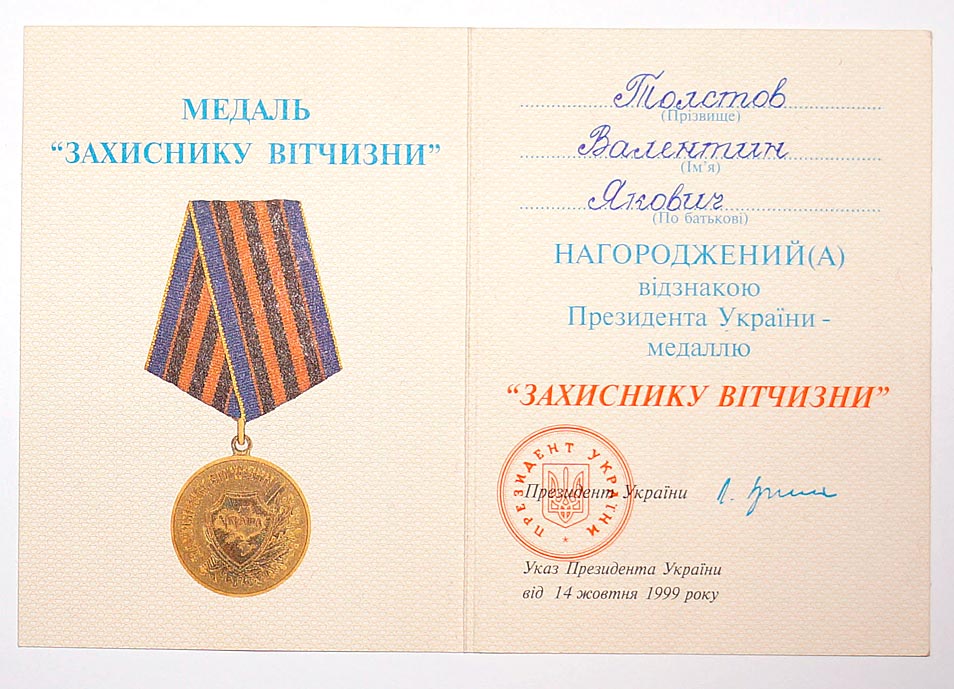 МЕДАЛЬ
“ЗАХИСНИКУ ВІТЧИЗНИ”
УКРАЇНА
Толстов
(Прізвище)
Валентин
(Ім’я)
Якович
(По батькові)
НАГОРОДЖЕНИЙ(А)
відзнакою
Президента України -
медаллю
“ЗАХИСНИКУ ВІТЧИЗНИ”
ПРЕЗИДЕНТ УКРАЇНИ
Президент України
Указ Президента України
від 14 жовтня 1999 року